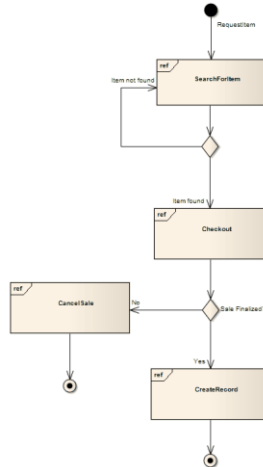 RequestItem
ref
SearchForItem
Item not found
Item found
ref
Checkout
ref
CancelSale
No
Sale Finalized
Yes
ref
CreateRecord